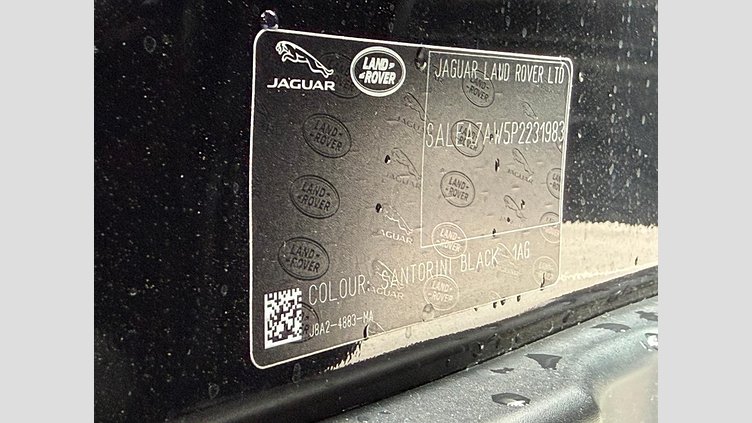 JAGUAR
LAND ROVER
JAGUAR LAND ROVER LTD
SALEA7AW5P2231983
COLOUR: SANTORINI BLACK 1AG
JBA2-4883-MA